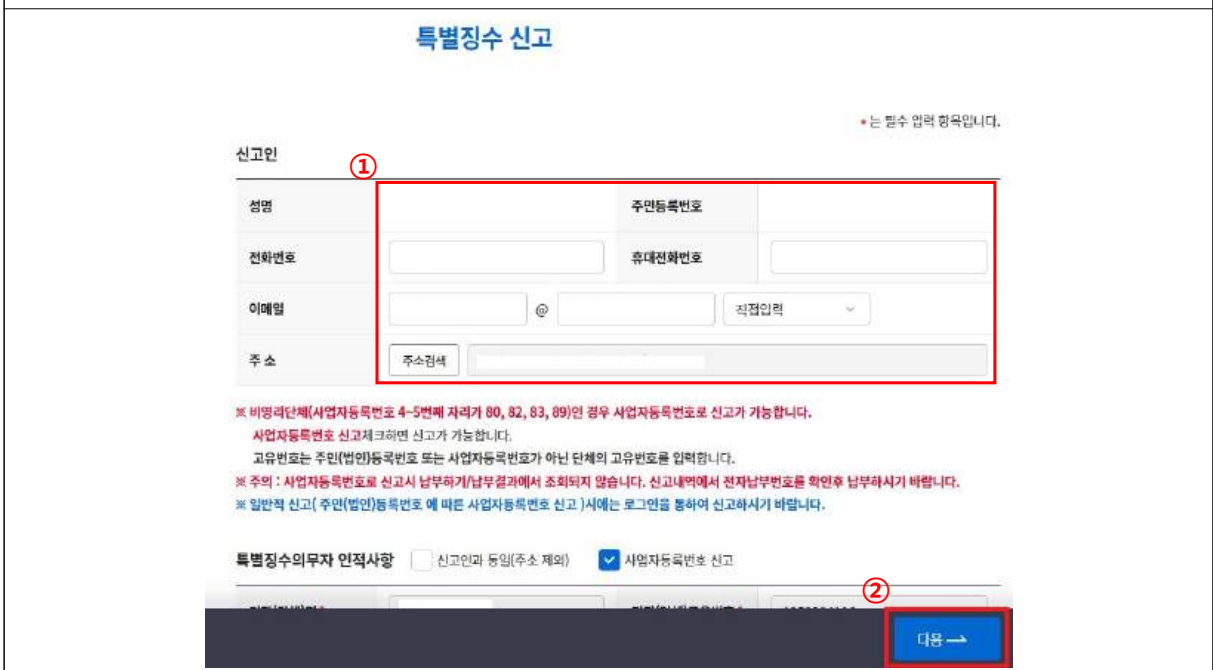 특별징수 신고
* 는 필수 입력 항목입니다.
신고인
①
성명 주민등록번호
전화번호 휴대전화번호
이메일 @ 직접입력
주 소 주소검색
※ 비영리단체(사업자등록번호 4~5번째 자리가 80, 82, 83, 89)인 경우 사업자등록번호로 신고가 가능합니다.
사업자등록번호 신고체크하면 신고가 가능합니다.
고유번호는 주민(법인)등록번호 또는 사업자등록번호가 아닌 단체의 고유번호를 입력합니다.
※ 주의 : 사업자등록번호로 신고시 납부하기/납부결과에서 조회되지 않습니다. 신고내역에서 전자납부번호를 확인후 납부하시기 바랍니다.
※ 일반적 신고( 주민(법인)등록번호 에 따른 사업자등록번호 신고 )시에는 로그인을 통하여 신고하시기 바랍니다.
특별징수의무자 인적사항 신고인과 동일(주소 제외) 사업자등록번호 신고
②
다음